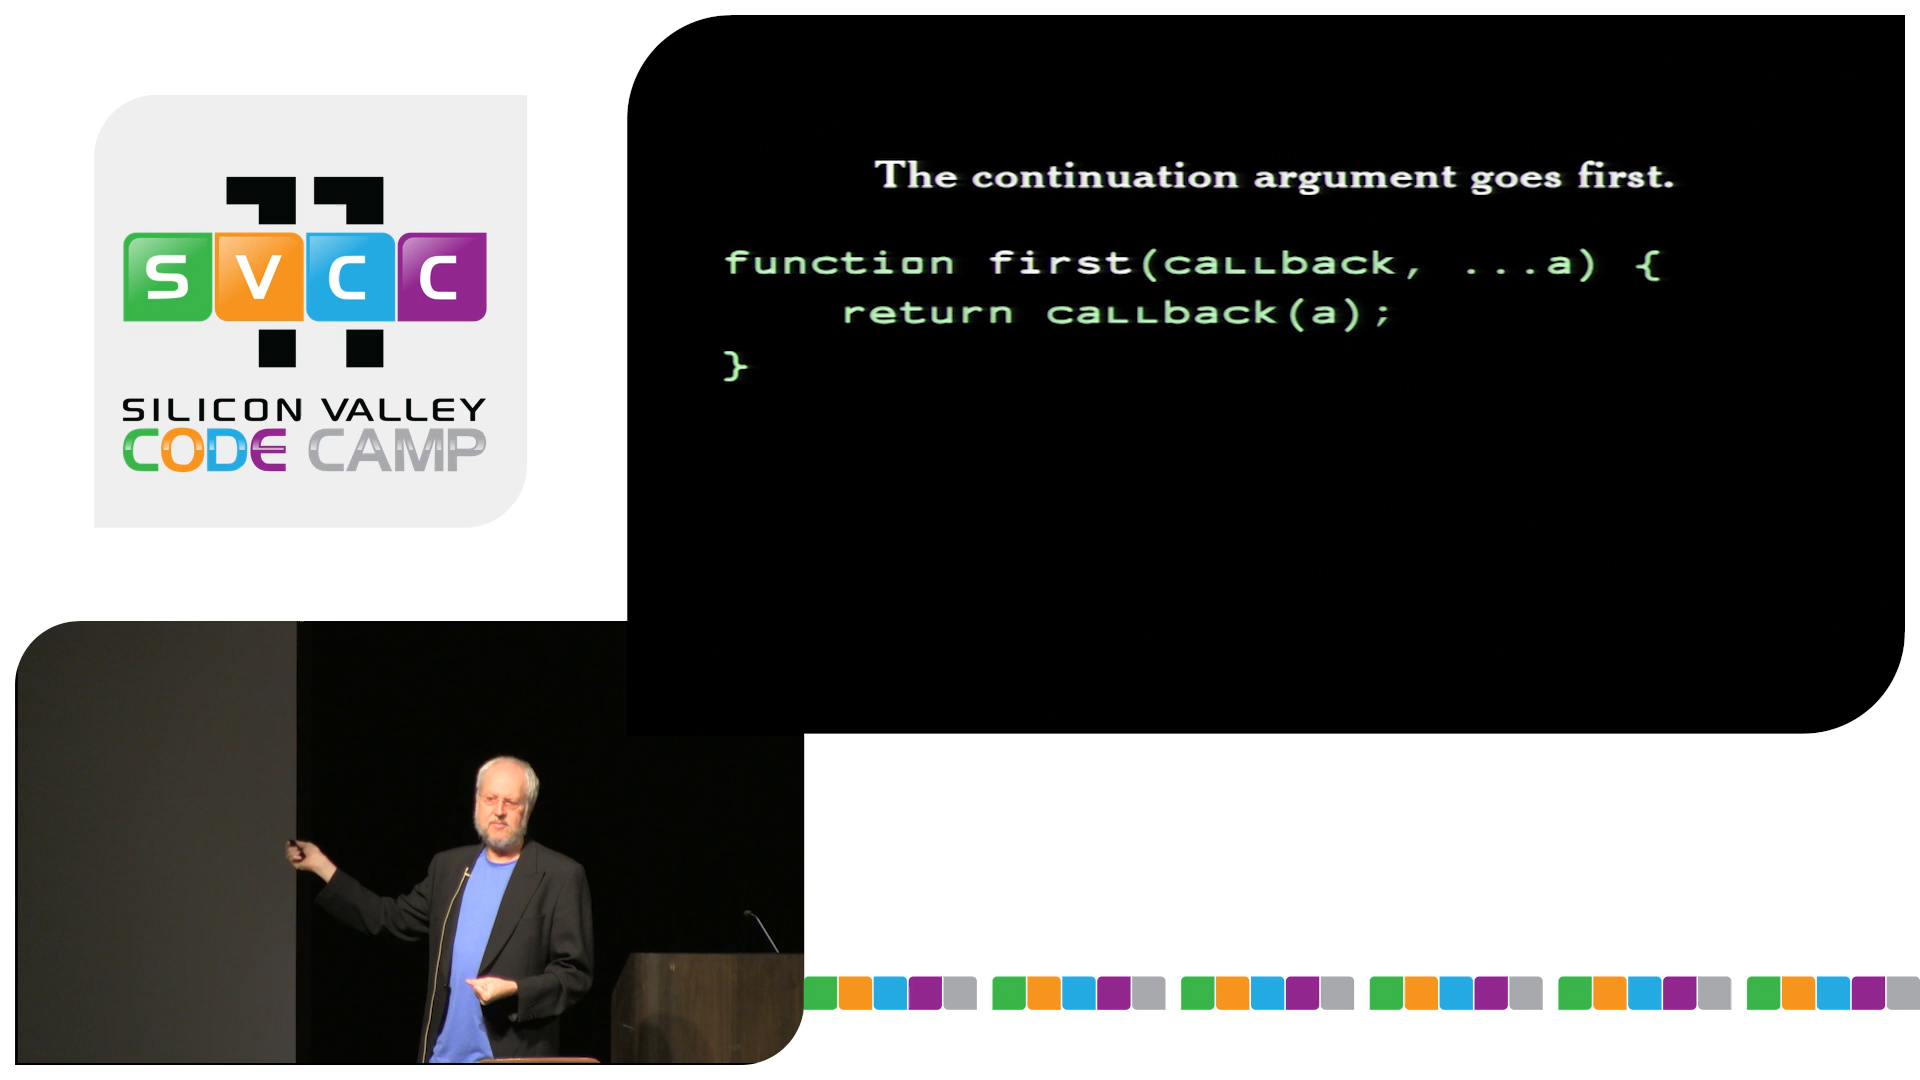 SVCC
SILICON VALLEY
CODE CAMP
The continuation argument goes first.
function first(callback, ...a) {
    return callback(a);
}